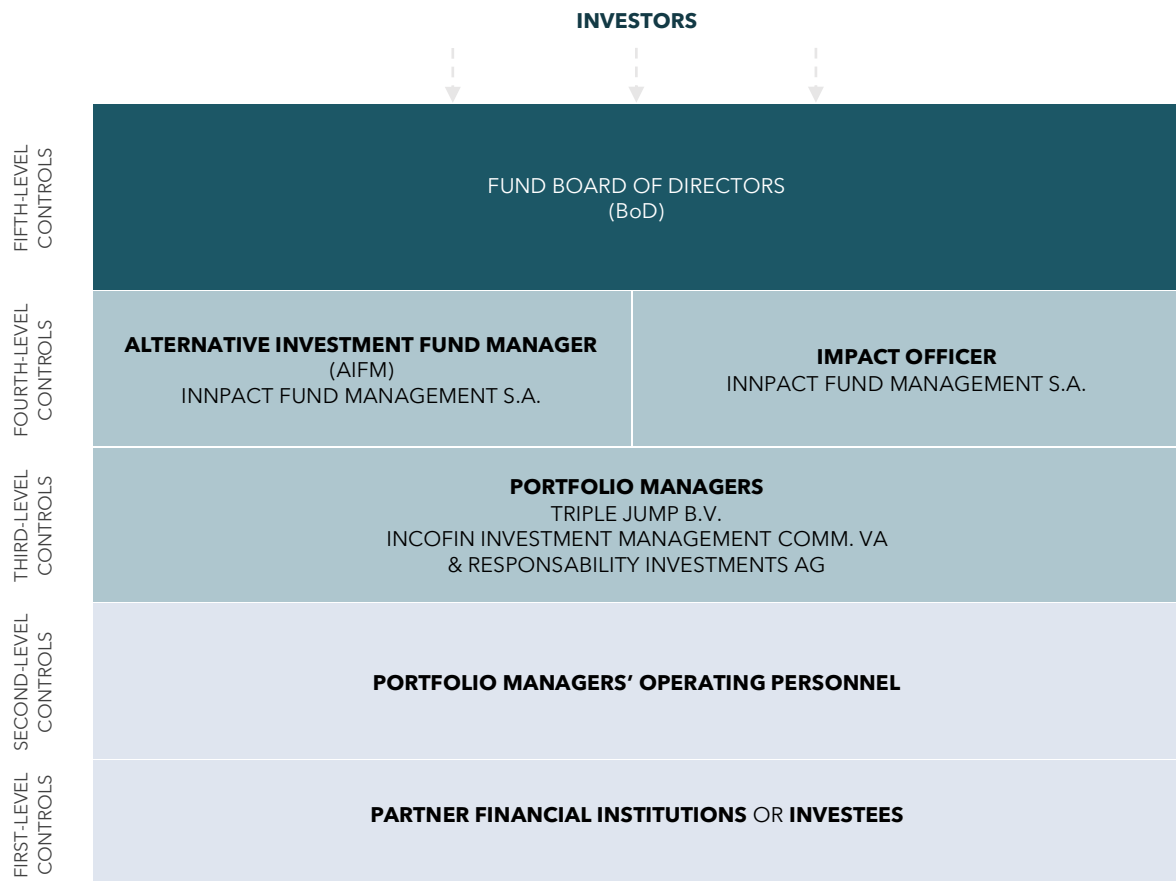 INVESTORS
FIFTH-LEVEL
CONTROLS
FUND BOARD OF DIRECTORS
(BoD)
FOURTH-LEVEL
CONTROLS
ALTERNATIVE INVESTMENT FUND MANAGER
(AIFM)
INNPACT FUND MANAGEMENT S.A.
IMPACT OFFICER
INNPACT FUND MANAGEMENT S.A.
THIRD-LEVEL
CONTROLS
PORTFOLIO MANAGERS
TRIPLE JUMP B.V.
INCOFIN INVESTMENT MANAGEMENT COMM. VA
& RESPONSABILITY INVESTMENTS AG
SECOND-LEVEL
CONTROLS
PORTFOLIO MANAGERS’ OPERATING PERSONNEL
FIRST-LEVEL
CONTROLS
PARTNER FINANCIAL INSTITUTIONS OR INVESTEES